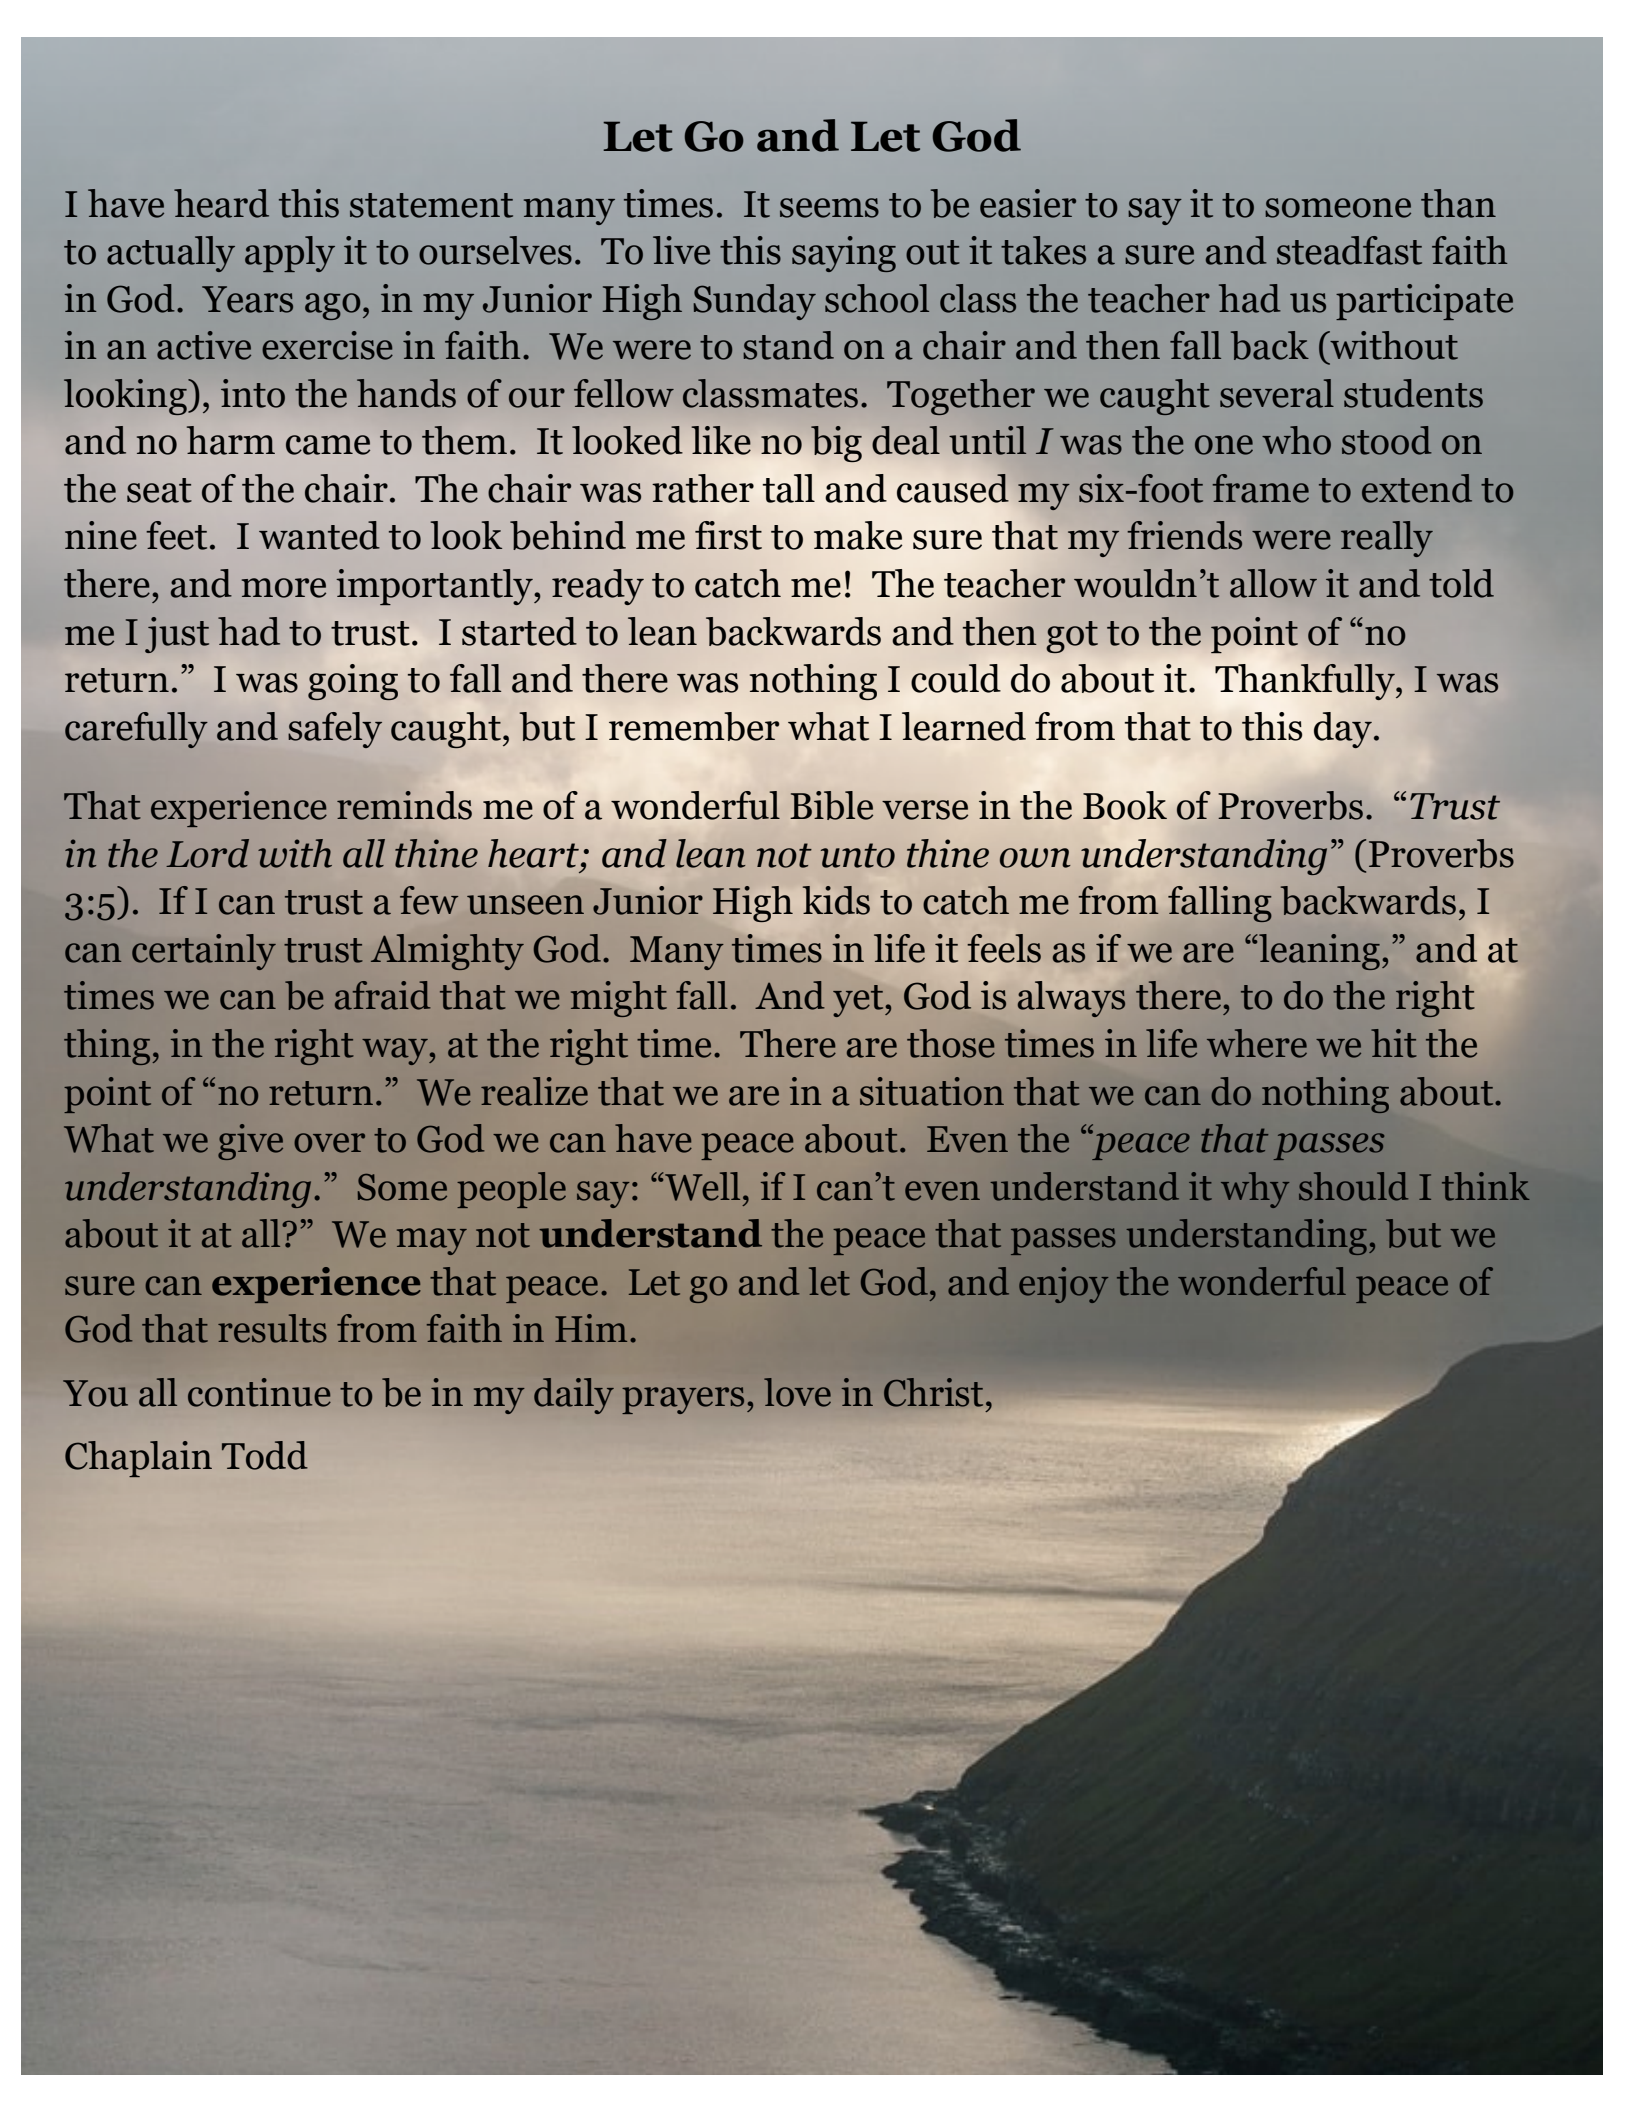 Let Go and Let God
I have heard this statement many times.  It seems to be easier to say it to someone than
to actually apply it to ourselves.  To live this saying out it takes a sure and steadfast faith
in God.  Years ago, in my Junior High Sunday school class the teacher had us participate
in an active exercise in faith.  We were to stand on a chair and then fall back (without
looking), into the hands of our fellow classmates.  Together we caught several students
and no harm came to them.  It looked like no big deal until I was the one who stood on
the seat of the chair.  The chair was rather tall and caused my six-foot frame to extend to
nine feet.  I wanted to look behind me first to make sure that my friends were really
there, and more importantly, ready to catch me!  The teacher wouldn’t allow it and told
me I just had to trust.  I started to lean backwards and then got to the point of “no
return.”  I was going to fall and there was nothing I could do about it.  Thankfully, I was
carefully and safely caught, but I remember what I learned from that to this day.
That experience reminds me of a wonderful Bible verse in the Book of Proverbs.  “Trust
in the Lord with all thine heart; and lean not unto thine own understanding” (Proverbs
3:5).  If I can trust a few unseen Junior High kids to catch me from falling backwards, I
can certainly trust Almighty God.  Many times in life it feels as if we are “leaning,” and at
times we can be afraid that we might fall.  And yet, God is always there, to do the right
thing, in the right way, at the right time.  There are those times in life where we hit the
point of “no return.”  We realize that we are in a situation that we can do nothing about.
What we give over to God we can have peace about.  Even the “peace that passes
understanding.”  Some people say: “Well, if I can’t even understand it why should I think
about it at all?”  We may not understand the peace that passes understanding, but we
sure can experience that peace.  Let go and let God, and enjoy the wonderful peace of
God that results from faith in Him.
You all continue to be in my daily prayers, love in Christ,
Chaplain Todd